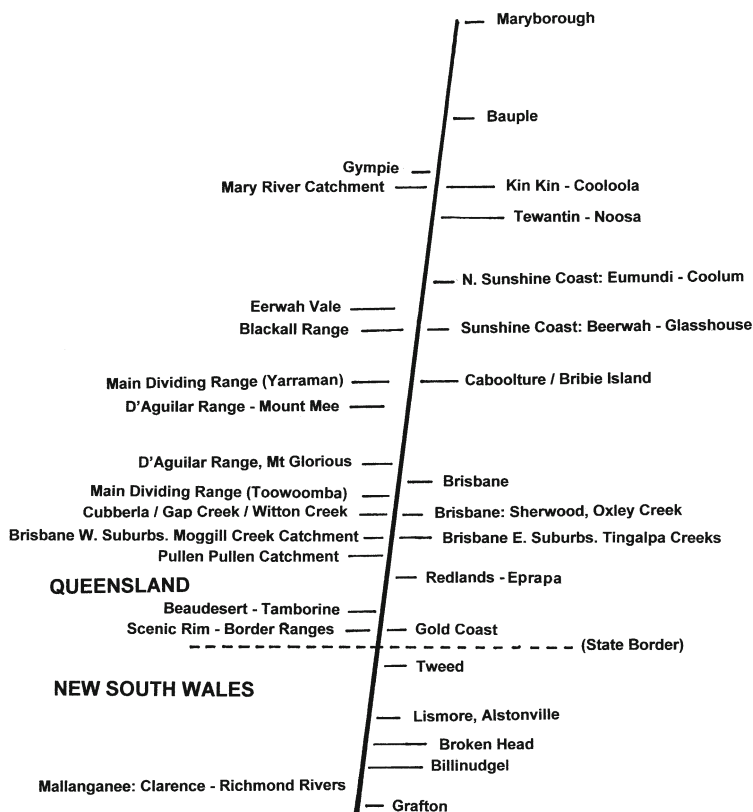 Maryborough
Bauple
Gympie
Mary River Catchment
Kin Kin - Cooloola
Tewantin - Noosa
N. Sunshine Coast: Eumundi - Coolum
Eerwah Vale
Blackall Range
Sunshine Coast: Beerwah - Glasshouse
Main Dividing Range (Yarraman)
Caboolture / Bribie Island
D'Aguilar Range - Mount Mee
D'Aguilar Range, Mt Glorious
Brisbane
Main Dividing Range (Toowoomba)
Cubberla / Gap Creek / Witton Creek
Brisbane: Sherwood, Oxley Creek
Brisbane W. Suburbs. Moggill Creek Catchment
Brisbane E. Suburbs. Tingalpa Creeks
Pullen Pullen Catchment
Redlands - Eprapa
QUEENSLAND
Beaudesert - Tamborine
Scenic Rim - Border Ranges
Gold Coast
(State Border)
Tweed
NEW SOUTH WALES
Lismore, Alstonville
Broken Head
Billinudgel
Mallanganee: Clarence - Richmond Rivers
Grafton